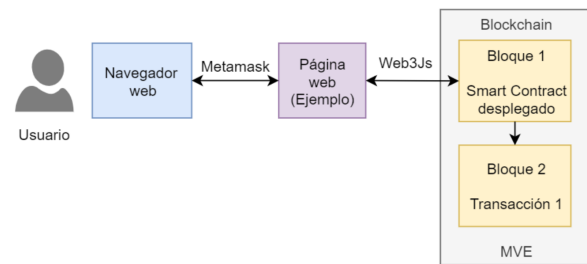 Usuario
Navegador
web
Metamask
Página
web
(Ejemplo)
Web3Js
Blockchain
Bloque 1
Smart Contract
desplegado
Bloque 2
Transacción 1
MVE